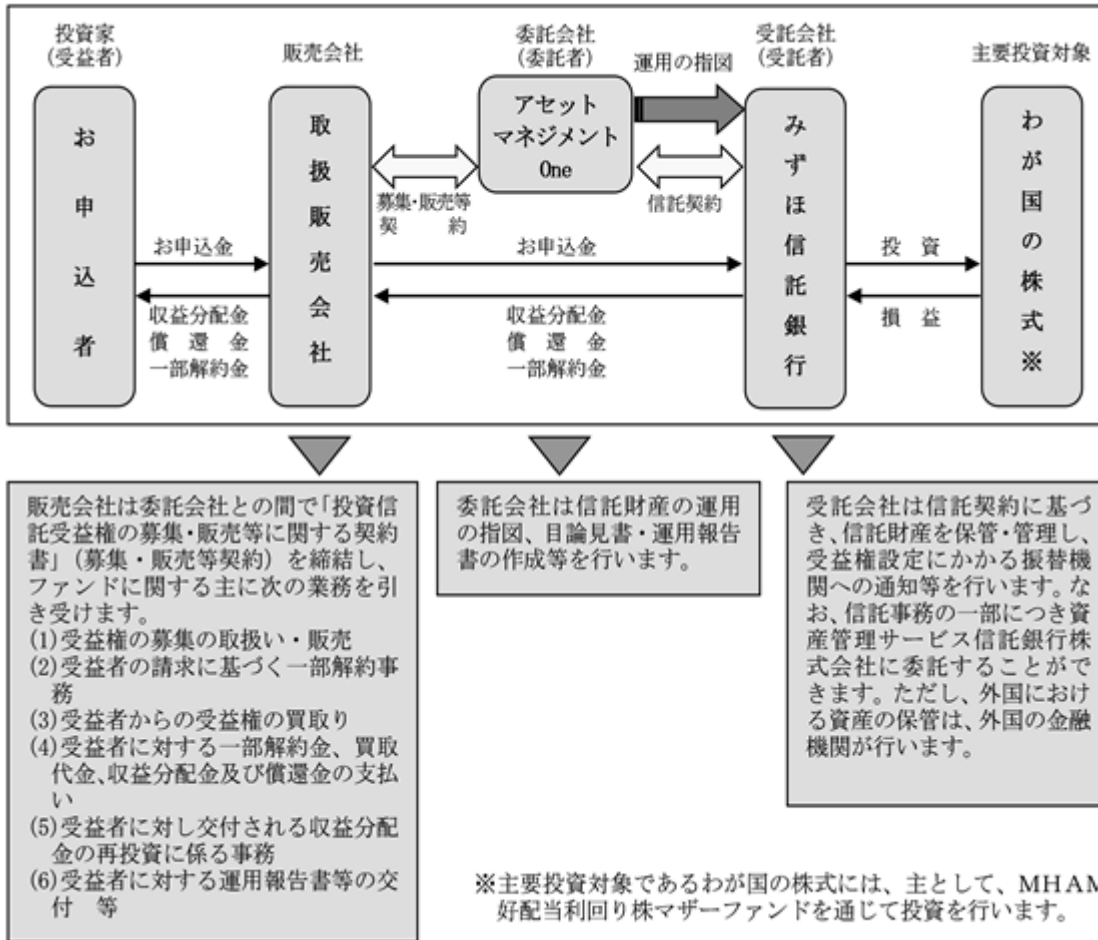 投資家
(受益者)
販売会社
委託会社
(委託者)
運用の指図
受託会社
(受託者)
主要投資対象
お申込者
取扱販売会社
アセット
マネジメント
One
みずほ信託銀行
わが国の株式※
募集・販売等
契 約
信託契約
お申込金
収益分配金
償 還 金
一部解約金
お申込金
収益分配金
償 還 金
一部解約金
投 資
損 益
販売会社は委託会社との間で「投資信
託受益権の募集・販売等に関する契約
書」(募集・販売等契約)を締結し、
ファンドに関する主に次の業務を引
き受けます。
(1)受益権の募集の取扱い・販売
(2)受益者の請求に基づく一部解約事
務
(3)受益者からの受益権の買取り
(4)受益者に対する一部解約金、買取
代金、収益分配金及び償還金の支払
い
(5)受益者に対し交付される収益分配
金の再投資に係る事務
(6)受益者に対する運用報告書等の交
付 等
委託会社は信託財産の運用
の指図、目論見書・運用報告
書の作成等を行います。
受託会社は信託契約に基づ
き、信託財産を保管・管理し、
受益権設定にかかる振替機
関への通知等を行います。な
お、信託事務の一部につき資
産管理サービス信託銀行株
式会社に委託することがで
きます。ただし、外国におけ
る資産の保管は、外国の金融
機関が行います。
※主要投資対象であるわが国の株式には、主として、MHAM
好配当利回り株マザーファンドを通じて投資を行います。